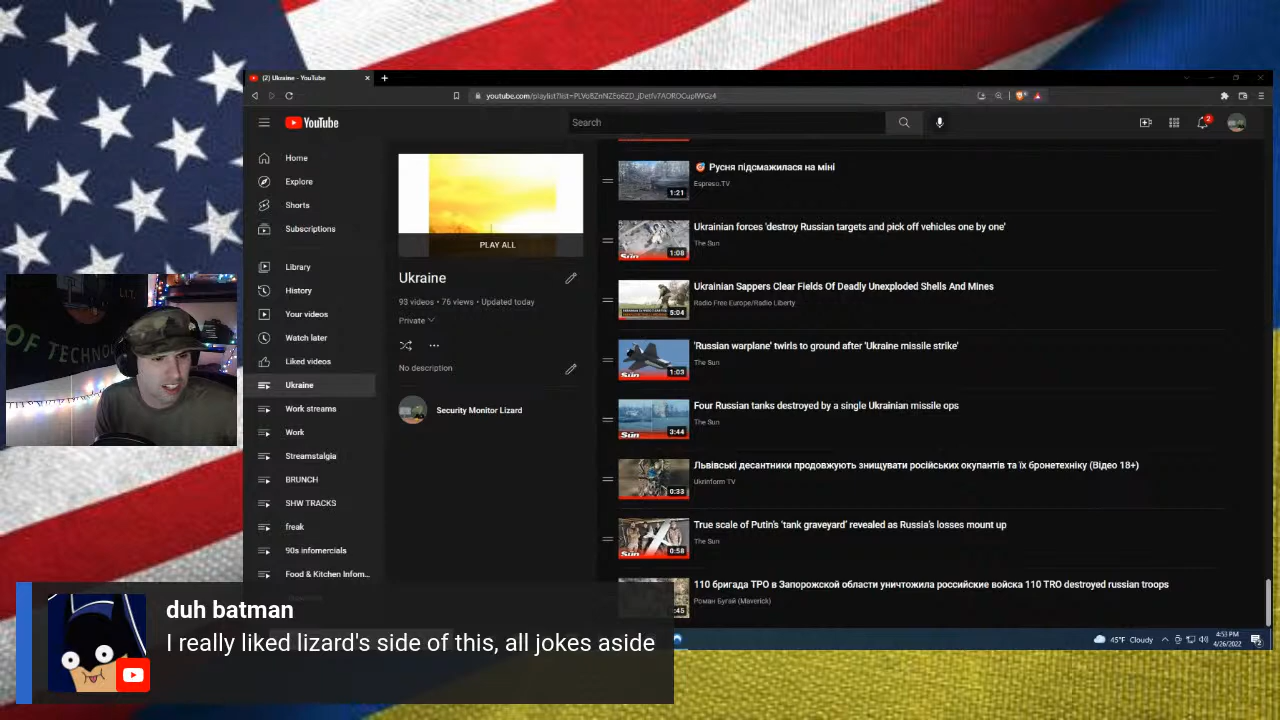 (2) Ukraine - YouTube
youtube.com/playlist?list=PLVoBZnNZEo6ZD_jDetfv7AOROCuplWGz4
YouTube
Search
2
Home
Explore
Shorts
Subscriptions
Library
History
Your videos
Watch later
Liked videos
Ukraine
Work streams
Work
Streamstalgia
BRUNCH
SHW TRACKS
freak
90s infomercials
Food & Kitchen Infom...
PLAY ALL
Ukraine
93 videos • 76 views • Updated today
Private
No description
Security Monitor Lizard
🎯 Русня підсмажилася на міні
Espreso.TV
1:21
Ukrainian forces 'destroy Russian targets and pick off vehicles one by one'
The Sun
1:08
Ukrainian Sappers Clear Fields Of Deadly Unexploded Shells And Mines
Radio Free Europe/Radio Liberty
5:04
'Russian warplane' twirls to ground after 'Ukraine missile strike'
The Sun
1:03
Four Russian tanks destroyed by a single Ukrainian missile ops
The Sun
3:44
Львівські десантники продовжують знищувати російських окупантів та їх бронетехніку (Відео 18+)
Ukrinform TV
0:33
True scale of Putin's 'tank graveyard' revealed as Russia's losses mount up
The Sun
0:58
110 бригада ТРО в Запорожской области уничтожила российские войска 110 TRO destroyed russian troops
Роман Бугай (Maverick)
:45
OF TECHNO
duh batman
I really liked lizard's side of this, all jokes aside
45°F Cloudy
4:53 PM
4/26/2022